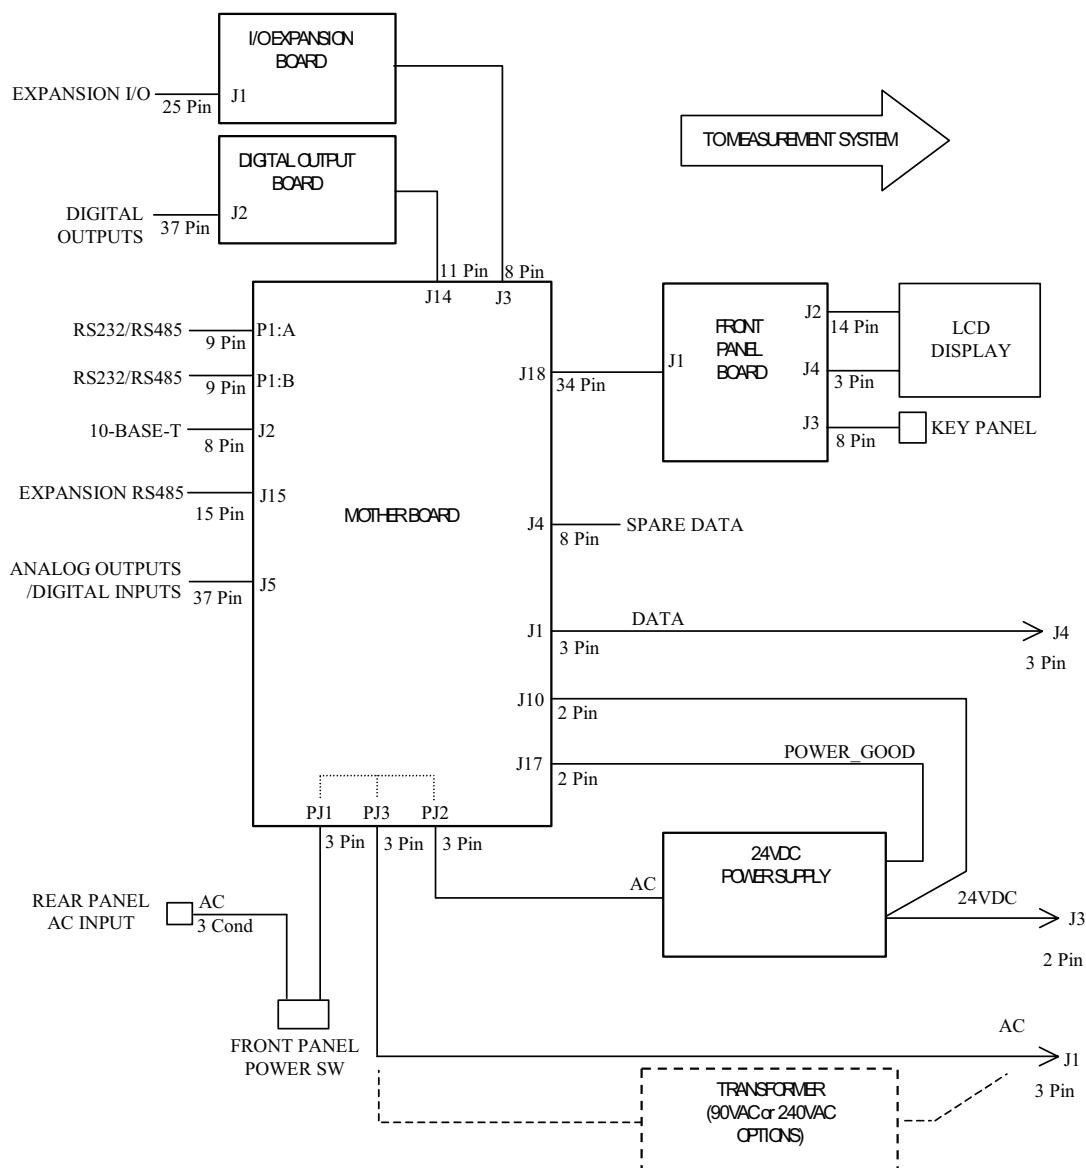 I/O EXPANSION
BOARD
EXPANSION I/O
25 Pin
J1
TO MEASUREMENT SYSTEM
DIGITAL OUTPUT
BOARD
DIGITAL
OUTPUTS
37 Pin
J2
11 Pin
8 Pin
J14
J3
RS232/RS485
9 Pin
P1:A
RS232/RS485
9 Pin
P1:B
10-BASE-T
8 Pin
J2
EXPANSION RS485
15 Pin
J15
ANALOG OUTPUTS
/DIGITAL INPUTS
37 Pin
J5
MOTHER BOARD
J18
34 Pin
J1
FRONT
PANEL
BOARD
J2
14 Pin
J4
3 Pin
J3
8 Pin
LCD
DISPLAY
KEY PANEL
J4
8 Pin
SPARE DATA
J1
3 Pin
DATA
J4
3 Pin
J10
2 Pin
J17
2 Pin
POWER_GOOD
PJ1
PJ3
PJ2
3 Pin
3 Pin
3 Pin
24VDC
POWER SUPPLY
AC
24VDC
J3
2 Pin
REAR PANEL
AC INPUT
AC
3 Cond
FRONT PANEL
POWER SW
AC
J1
3 Pin
TRANSFORMER
(90VAC or 240VAC
OPTIONS)